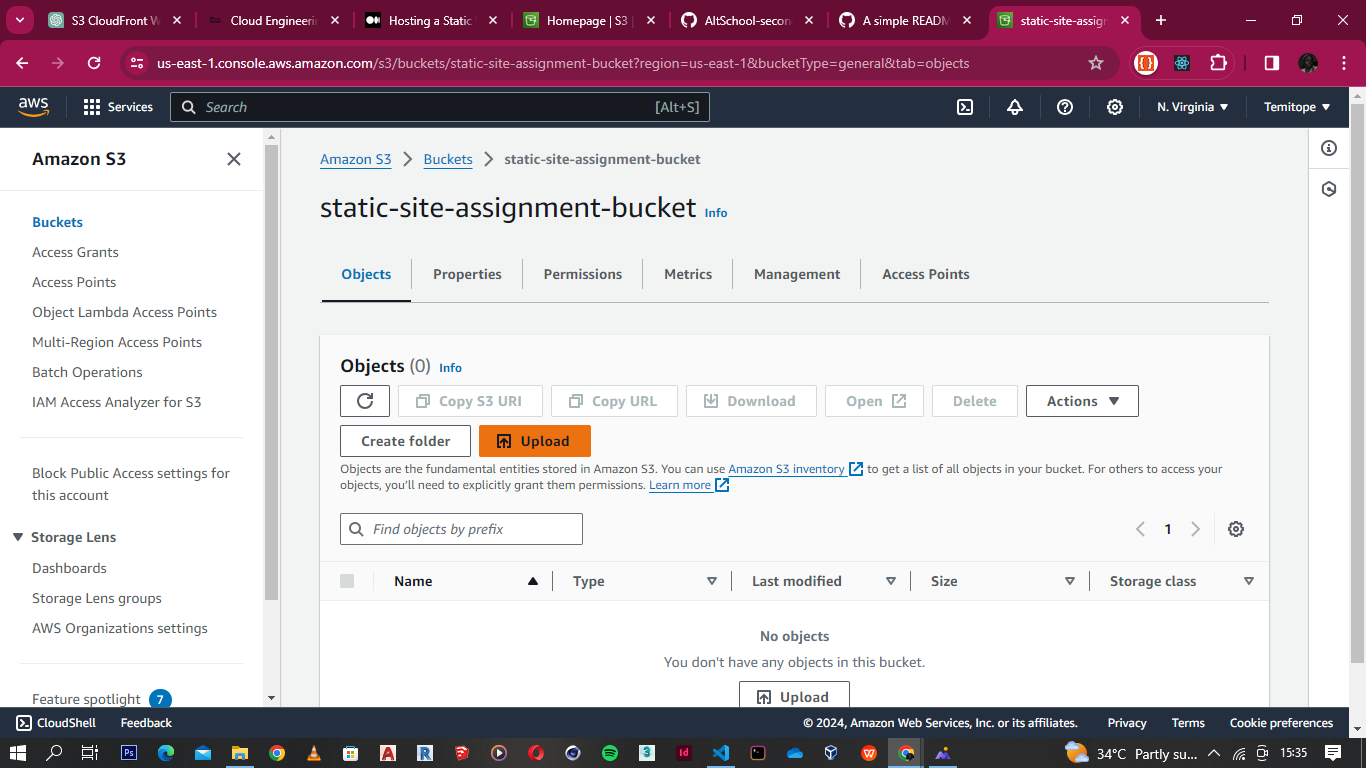 S3 CloudFront W
Cloud Engineerin
Hosting a Static
Homepage | S3 |
AltSchool-secon
A simple READM
static-site-assign
us-east-1.console.aws.amazon.com/s3/buckets/static-site-assignment-bucket?region=us-east-1&bucketType=general&tab=objects
aws
Services
Search
[Alt+S]
N. Virginia
Temitope
Amazon S3
Buckets
Access Grants
Access Points
Object Lambda Access Points
Multi-Region Access Points
Batch Operations
IAM Access Analyzer for S3
Block Public Access settings for
this account
Storage Lens
Dashboards
Storage Lens groups
AWS Organizations settings
Feature spotlight 7
Amazon S3 > Buckets > static-site-assignment-bucket
static-site-assignment-bucket Info
Objects
Properties
Permissions
Metrics
Management
Access Points
Objects (0) Info
Copy S3 URI
Copy URL
Download
Open
Delete
Actions
Create folder
Upload
Objects are the fundamental entities stored in Amazon S3. You can use Amazon S3 inventory to get a list of all objects in your bucket. For others to access your
objects, you'll need to explicitly grant them permissions. Learn more
Find objects by prefix
1
Name
Type
Last modified
Size
Storage class
No objects
You don't have any objects in this bucket.
Upload
CloudShell
Feedback
© 2024, Amazon Web Services, Inc. or its affiliates.
Privacy
Terms
Cookie preferences
Ps
A
R
3
Id
34°C Partly su...
15:35